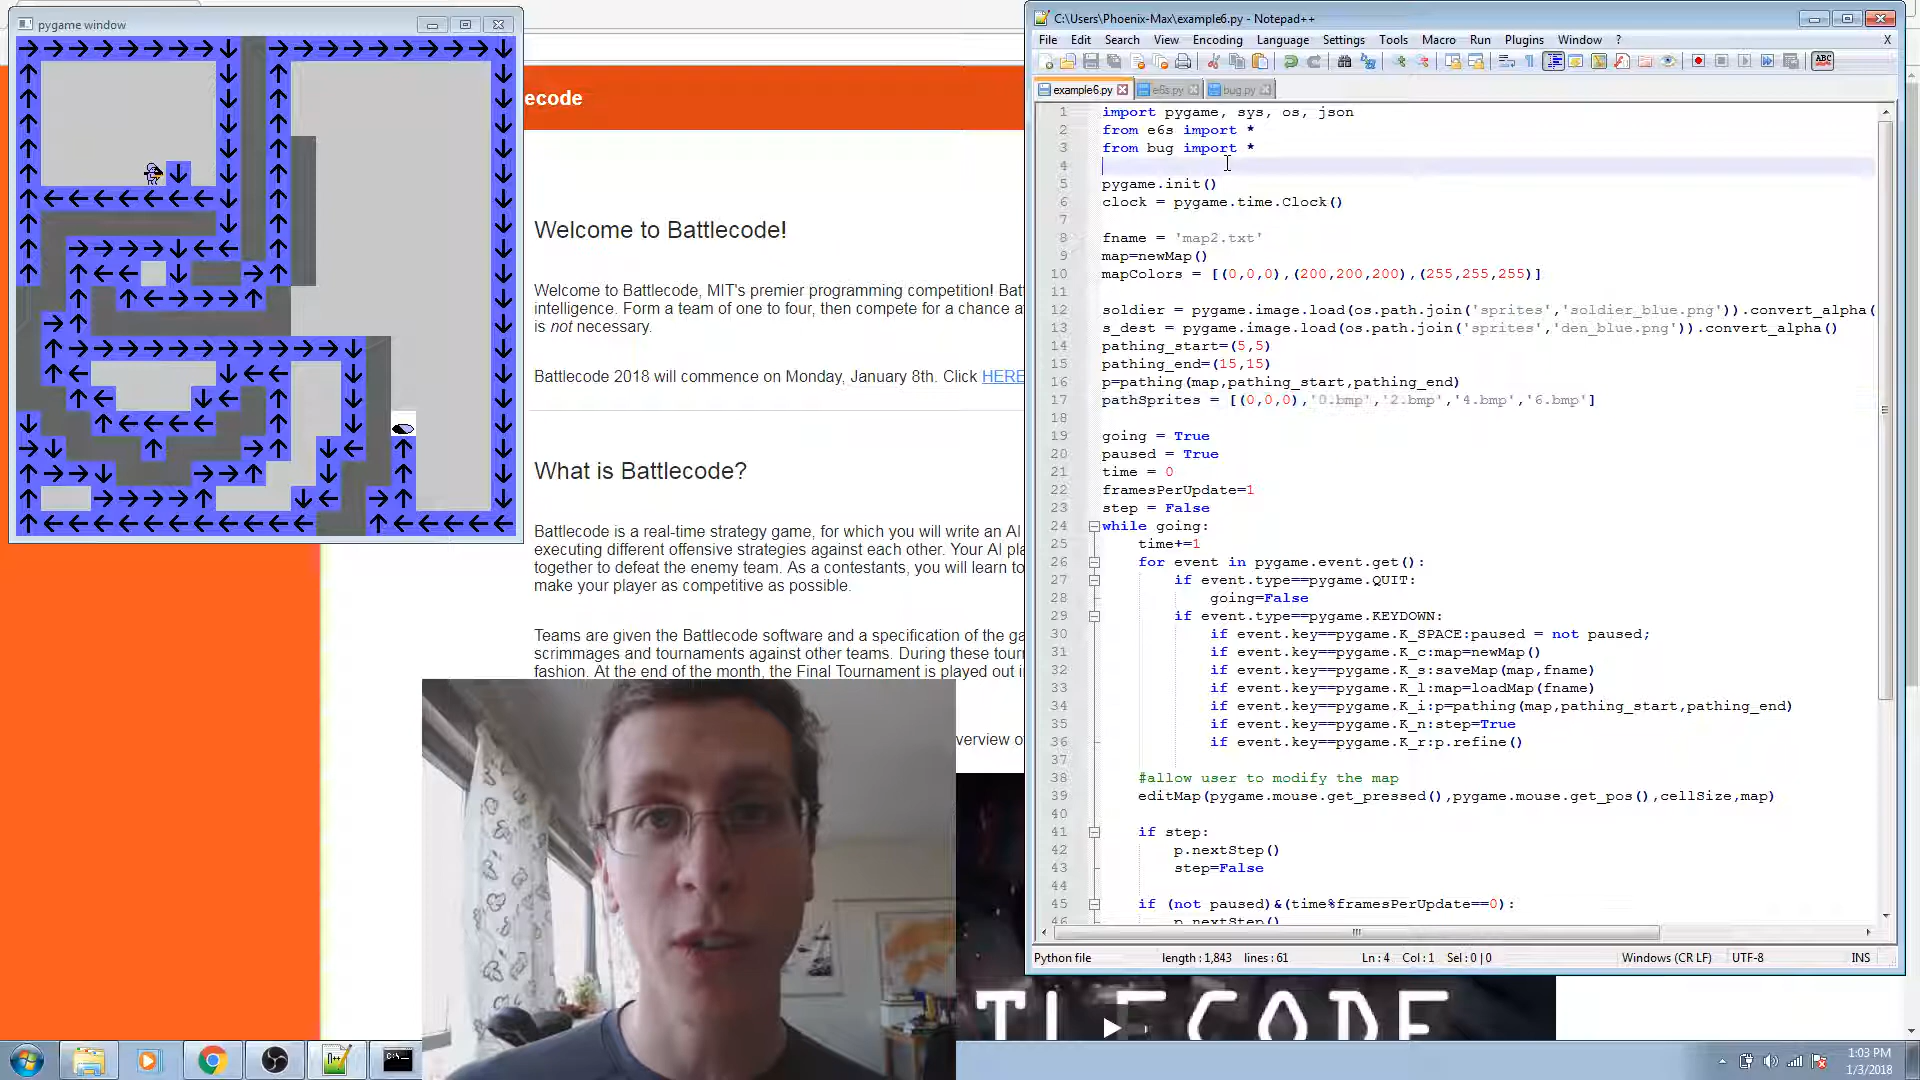 pygame window
ecode
Welcome to Battlecode!
Welcome to Battlecode, MIT's premier programming competition! Bat
intelligence. Form a team of one to four, then compete for a chance a
is not necessary.
Battlecode 2018 will commence on Monday, January 8th. Click HERE
What is Battlecode?
Battlecode is a real-time strategy game, for which you will write an AI
executing different offensive strategies against each other. Your AI pla
together to defeat the enemy team. As a contestants, you will learn to
make your player as competitive as possible.
Teams are given the Battlecode software and a specification of the ga
scrimmages and tournaments against other teams. During these tour
fashion. At the end of the month, the Final Tournament is played out i
verview o
TLECODE
C:\Users\Phoenix-Max\example6.py - Notepad++
File Edit Search View Encoding Language Settings Tools Macro Run Plugins Window ? X
example6.py e6s.py bug.py
1 import pygame, sys, os, json
2 from e6s import *
3 from bug import *
4
5 pygame.init()
6 clock = pygame.time.Clock()
7
8 fname = 'map2.txt'
9 map=newMap()
10 mapColors = [(0,0,0),(200,200,200),(255,255,255)]
11
12 soldier = pygame.image.load(os.path.join('sprites','soldier_blue.png')).convert_alpha(
13 s_dest = pygame.image.load(os.path.join('sprites','den_blue.png')).convert_alpha()
14 pathing_start=(5,5)
15 pathing_end=(15,15)
16 p=pathing(map,pathing_start,pathing_end)
17 pathSprites = [(0,0,0),'0.bmp','2.bmp','4.bmp','6.bmp']
18
19 going = True
20 paused = True
21 time = 0
22 framesPerUpdate=1
23 step = False
24 while going:
25 time+=1
26 for event in pygame.event.get():
27 if event.type==pygame.QUIT:
28 going=False
29 if event.type==pygame.KEYDOWN:
30 if event.key==pygame.K_SPACE:paused = not paused;
31 if event.key==pygame.K_c:map=newMap()
32 if event.key==pygame.K_s:saveMap(map,fname)
33 if event.key==pygame.K_l:map=loadMap(fname)
34 if event.key==pygame.K_i:p=pathing(map,pathing_start,pathing_end)
35 if event.key==pygame.K_n:step=True
36 if event.key==pygame.K_r:p.refine()
37
38 #allow user to modify the map
39 editMap(pygame.mouse.get_pressed(),pygame.mouse.get_pos(),cellSize,map)
40
41 if step:
42 p.nextStep()
43 step=False
44
45 if (not paused)&(time%framesPerUpdate==0):
46 p.nextStep()
Python file length : 1,843 lines : 61 Ln : 4 Col : 1 Sel : 0 | 0 Windows (CR LF) UTF-8 INS
1:03 PM
1/3/2018